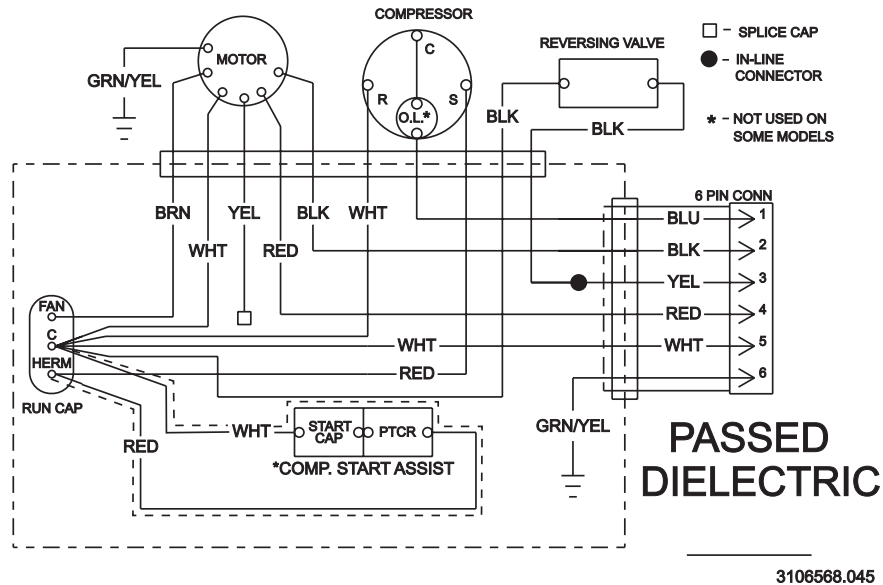 COMPRESSOR
MOTOR
GRN/YEL
C
R
S
O.L.*
REVERSING VALVE
BLK
BLK
- SPLICE CAP
- IN-LINE
CONNECTOR
* - NOT USED ON
SOME MODELS
6 PIN CONN
BRN
YEL
BLK
WHT
WHT
RED
BLU
1
BLK
2
YEL
3
RED
4
WHT
5
6
FAN
C
HERM
RUN CAP
WHT
RED
RED
WHT
START
CAP
PTCR
*COMP. START ASSIST
GRN/YEL
PASSED
DIELECTRIC
3106568.045